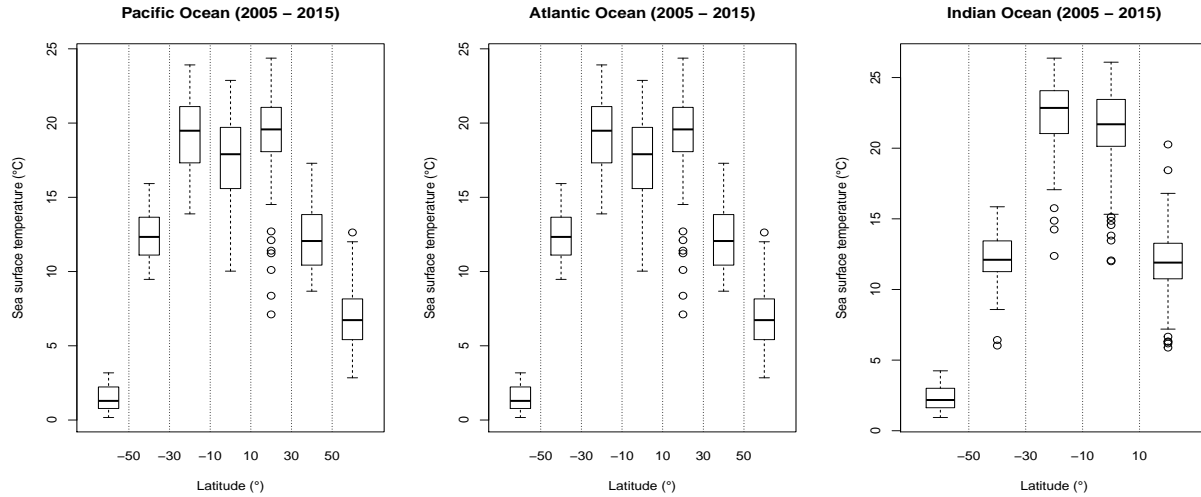 Pacific Ocean (2005 − 2015)
Sea surface temperature (°C)
25
20
15
10
5
0
−50 −30 −10 10 30 50
Latitude (°)
Atlantic Ocean (2005 − 2015)
Sea surface temperature (°C)
25
20
15
10
5
0
−50 −30 −10 10 30 50
Latitude (°)
Indian Ocean (2005 − 2015)
Sea surface temperature (°C)
25
20
15
10
5
0
−50 −30 −10 10
Latitude (°)